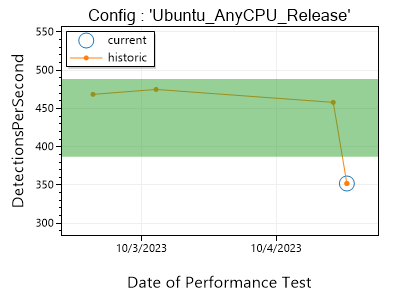 Config : 'Ubuntu_AnyCPU_Release'
current
historic
550
500
450
400
350
300
DetectionsPerSecond
10/3/2023
10/4/2023
Date of Performance Test